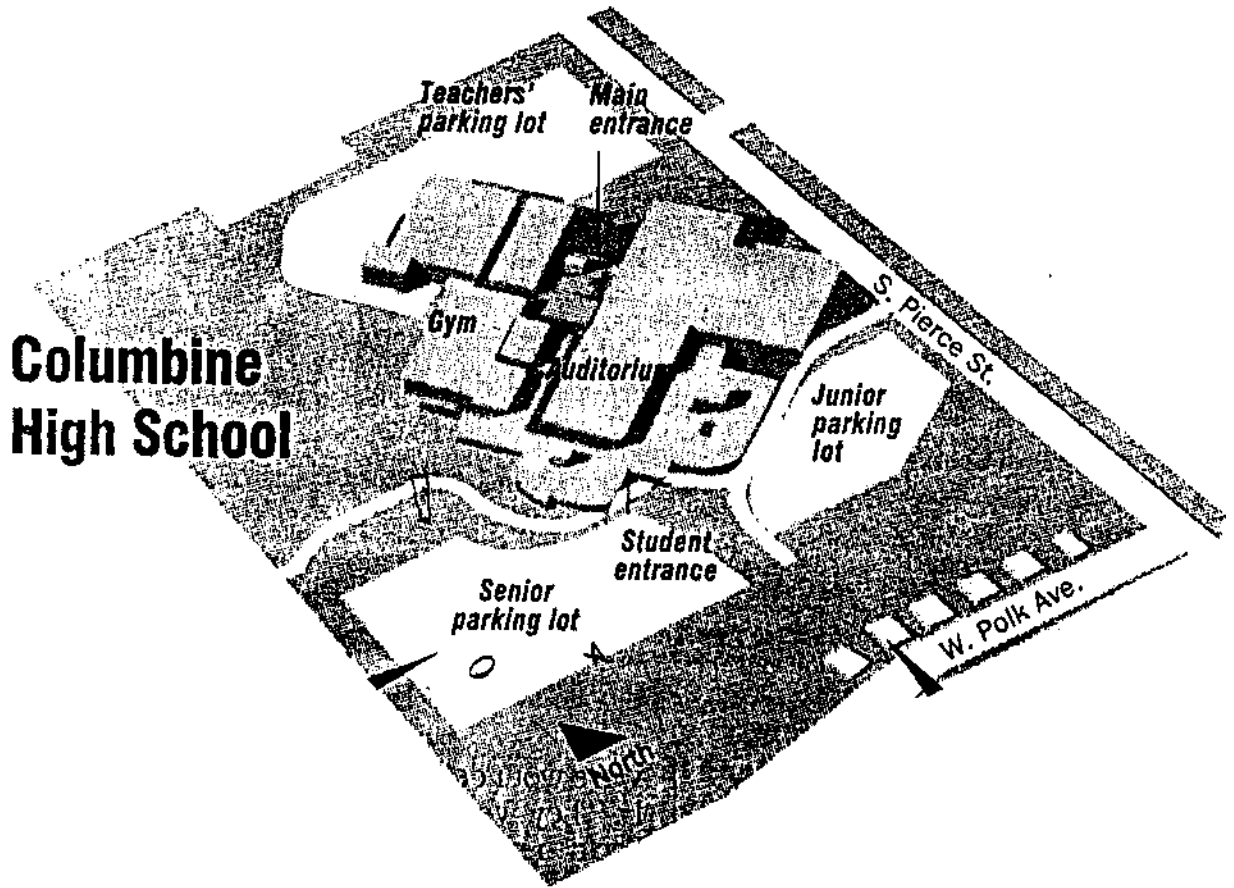 Teachers'
parking lot
Main
entrance
Columbine
High School
Gym
Auditorium
S. Pierce St.
Junior
parking
lot
Student
entrance
Senior
parking lot
O
X
W. Polk Ave.
North